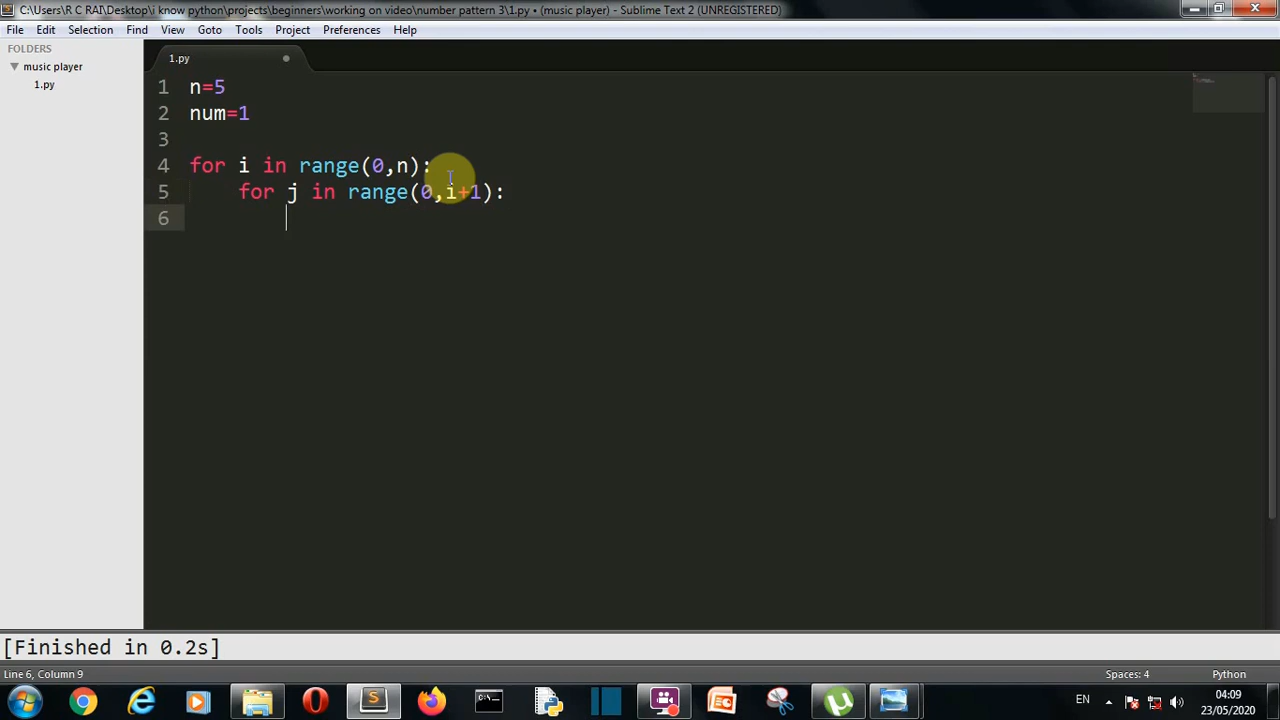 C:\Users\R C RAI\Desktop\i know python\projects\beginners\working on video\number pattern 3\1.py • (music player) - Sublime Text 2 (UNREGISTERED)
File Edit Selection Find View Goto Tools Project Preferences Help
FOLDERS
music player
1.py
1.py
1 n=5
2 num=1
3
4 for i in range(0,n):
5     for j in range(0,i+1):
6
[Finished in 0.2s]
Line 6, Column 9 Spaces: 4 Python
EN 04:09
23/05/2020